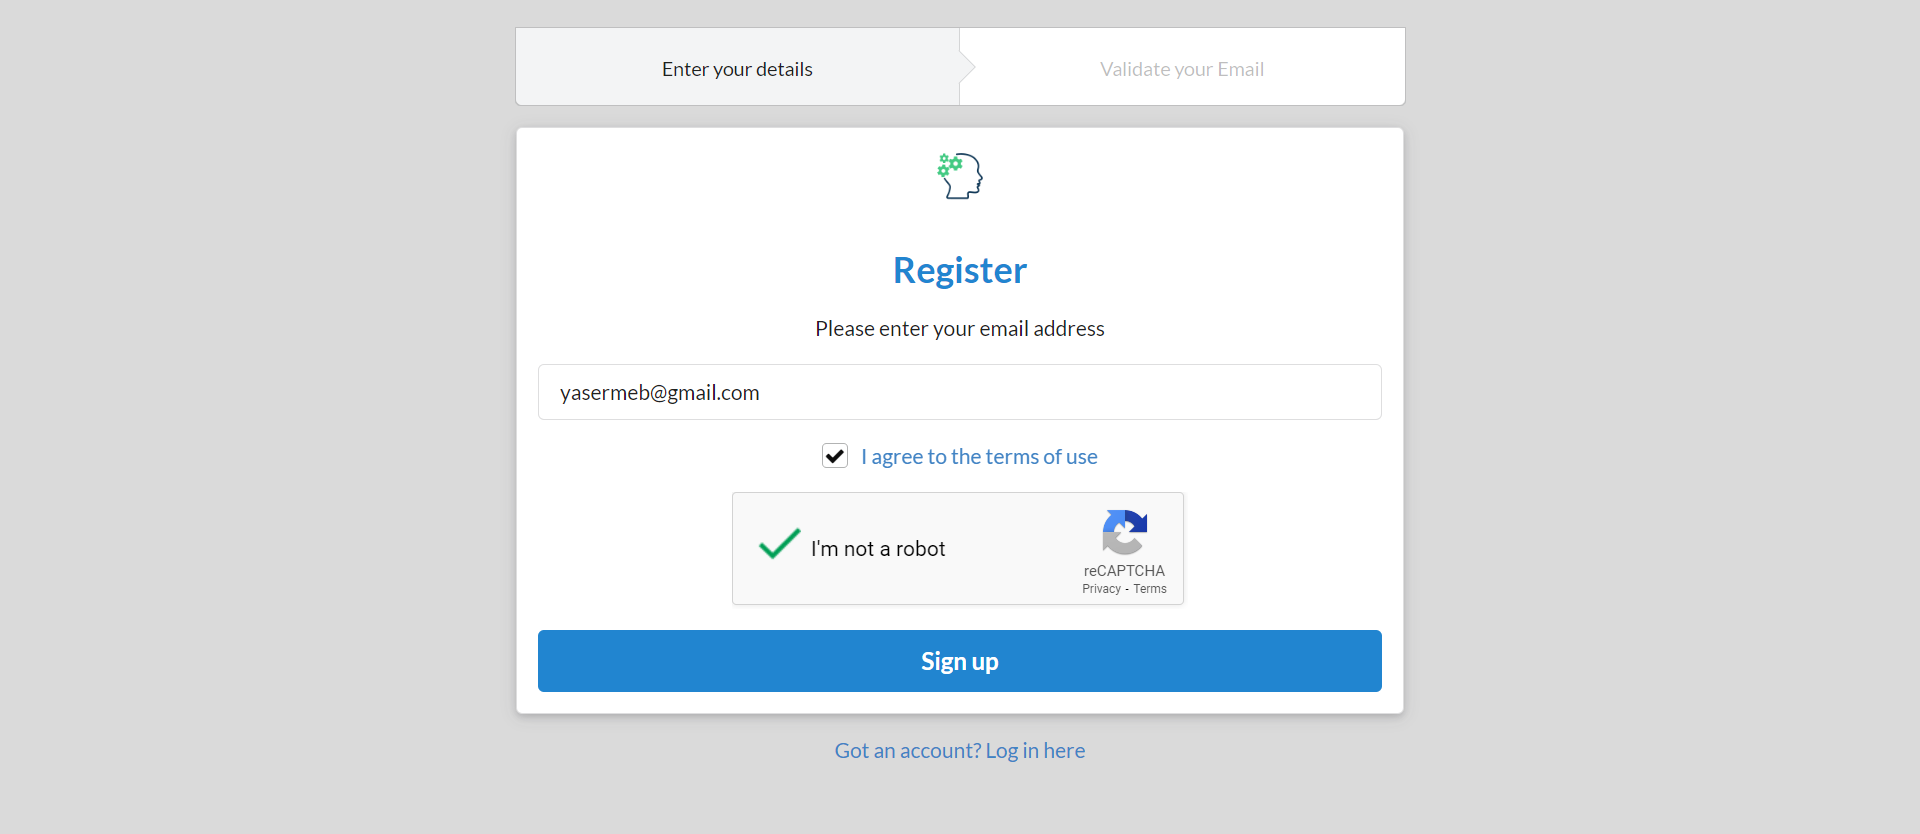 Enter your details
Validate your Email
Register
Please enter your email address
yasermeb@gmail.com
I agree to the terms of use
I'm not a robot
reCAPTCHA
Privacy - Terms
Sign up
Got an account? Log in here